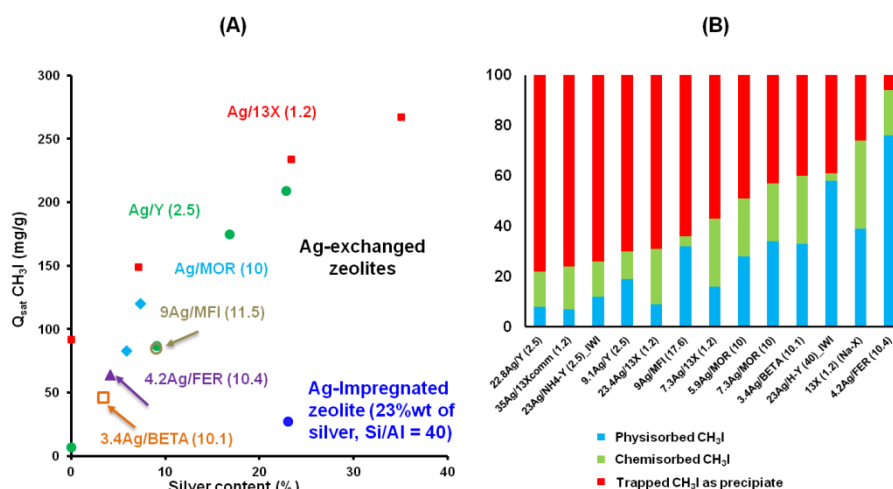 (A)
300
250
200
150
100
50
0
Qsat CH3I (mg/g)
Ag/13X (1.2)
Ag/Y (2.5)
Ag-exchanged
zeolites
Ag/MOR (10)
9Ag/MFI (11.5)
4.2Ag/FER (10.4)
3.4Ag/BETA (10.1)
Ag-Impregnated
zeolite (23%wt of
silver, Si/Al = 40)
0 10 20 30 40
Silver content (%)
(B)
100
80
60
40
20
0
22.8Ag/Y (2.5)
35Ag/13Xcomm (1.2)
23Ag/NH4-Y (2.5)_IWI
9.1Ag/Y (2.5)
23.4Ag/13X (1.2)
9Ag/MFI (17.6)
7.3Ag/13X (1.2)
5.9Ag/MOR (10)
7.3Ag/MOR (10)
3.4Ag/BETA (10.1)
23Ag/H-Y (40)_IWI
13X (1.2) (Na-X)
4.2Ag/FER (10.4)
Physisorbed CH3I
Chemisorbed CH3I
Trapped CH3I as precipiate